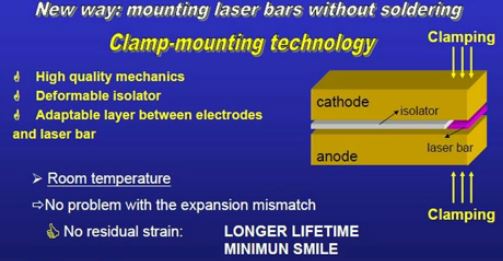 New way: mounting laser bars without soldering
Clamp-mounting technology
Clamping
High quality mechanics
Deformable isolator
Adaptable layer between electrodes
and laser bar
cathode
isolator
laser bar
anode
Room temperature
No problem with the expansion mismatch
No residual strain: LONGER LIFETIME
MINIMUN SMILE
Clamping